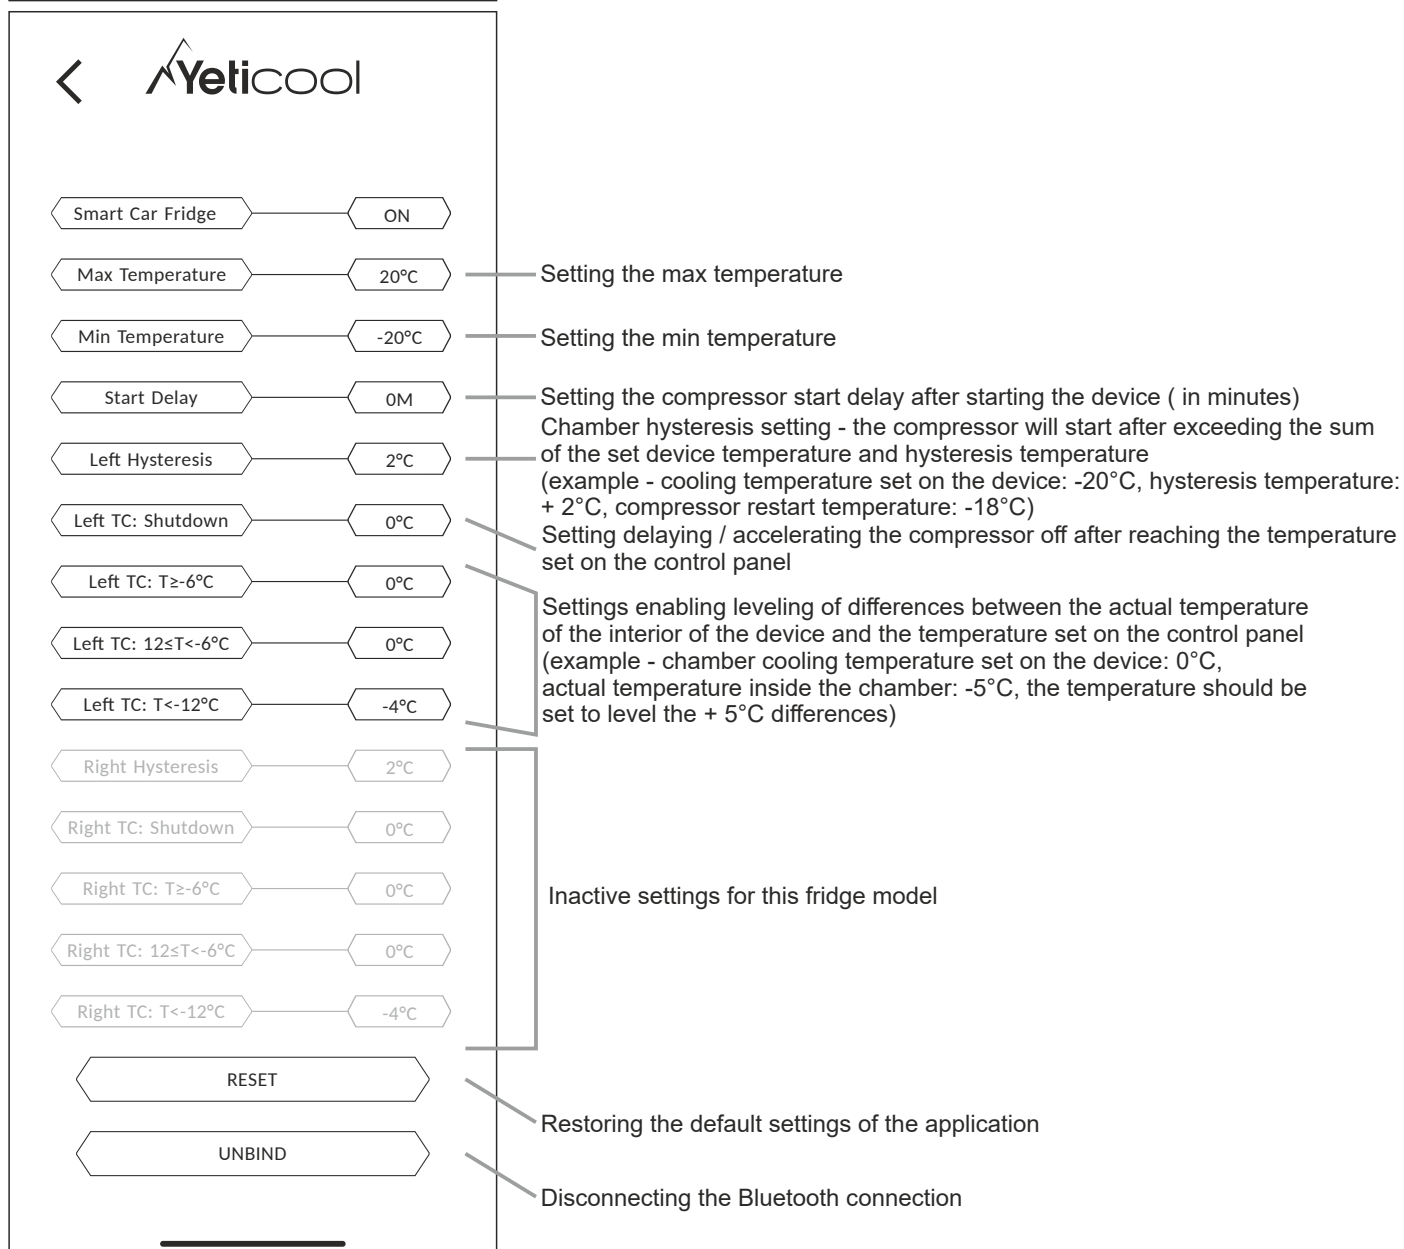 Yeticool
Smart Car Fridge ON
Max Temperature 20°C Setting the max temperature
Min Temperature -20°C Setting the min temperature
Start Delay 0M Setting the compressor start delay after starting the device ( in minutes)
Left Hysteresis 2°C Chamber hysteresis setting - the compressor will start after exceeding the sum
of the set device temperature and hysteresis temperature
(example - cooling temperature set on the device: -20°C, hysteresis temperature:
+ 2°C, compressor restart temperature: -18°C)
Left TC: Shutdown 0°C Setting delaying / accelerating the compressor off after reaching the temperature
set on the control panel
Left TC: T≥-6°C 0°C
Left TC: 12≤T<-6°C 0°C
Left TC: T<-12°C -4°C
Settings enabling leveling of differences between the actual temperature
of the interior of the device and the temperature set on the control panel
(example - chamber cooling temperature set on the device: 0°C,
actual temperature inside the chamber: -5°C, the temperature should be
set to level the + 5°C differences)
Right Hysteresis 2°C
Right TC: Shutdown 0°C
Right TC: T≥-6°C 0°C
Right TC: 12≤T<-6°C 0°C
Right TC: T<-12°C -4°C
Inactive settings for this fridge model
RESET
Restoring the default settings of the application
UNBIND
Disconnecting the Bluetooth connection